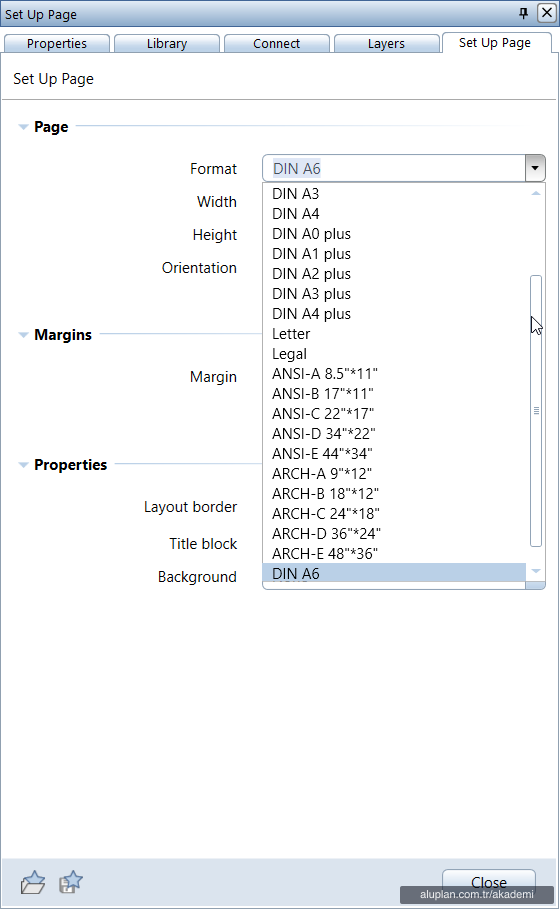 Set Up Page
Properties
Library
Connect
Layers
Set Up Page
Set Up Page
Page
Format
DIN A6
Width
Height
Orientation
Margins
Margin
Properties
Layout border
Title block
Background
DIN A3
DIN A4
DIN A0 plus
DIN A1 plus
DIN A2 plus
DIN A3 plus
DIN A4 plus
Letter
Legal
ANSI-A 8.5"*11"
ANSI-B 17"*11"
ANSI-C 22"*17"
ANSI-D 34"*22"
ANSI-E 44"*34"
ARCH-A 9"*12"
ARCH-B 18"*12"
ARCH-C 24"*18"
ARCH-D 36"*24"
ARCH-E 48"*36"
DIN A6
Close
aluplan.com.tr/akademi